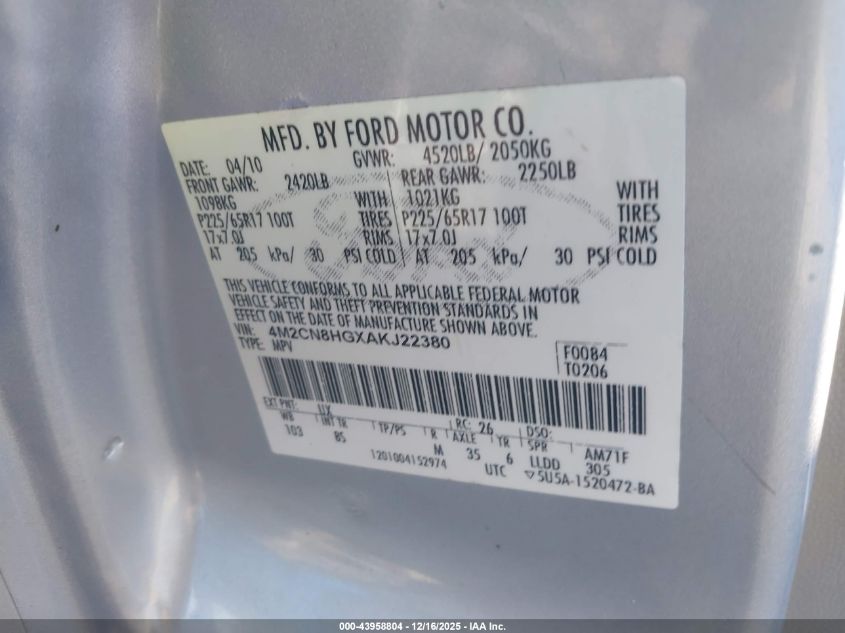 MFD. BY FORD MOTOR CO.
DATE: 04/10 GVWR: 4520LB/ 2050KG
FRONT GAWR: 2420LB REAR GAWR: 2250LB
1098KG WITH 1021KG WITH
P225/65R17 100T TIRES P225/65R17 100T TIRES
17x7.0J RIMS 17x7.0J RIMS
AT 205 kPa/ 30 PSI COLD AT 205 kPa/ 30 PSI COLD
THIS VEHICLE CONFORMS TO ALL APPLICABLE FEDERAL MOTOR
VEHICLE SAFETY AND THEFT PREVENTION STANDARDS IN
EFFECT ON THE DATE OF MANUFACTURE SHOWN ABOVE.
VIN: 4M2CN8HGXAKJ22380
TYPE: MPV
F0084
T0206
EXT PNT: UX RC: 26 DSO:
WB INT TR TP/PS R AXLE TR SPR AM71F
103 BS M 35 6 LLDD 305
1201004152974 UTC ▽5U5A-1520472-BA
000-43958804 - 12/16/2025 - IAA Inc.